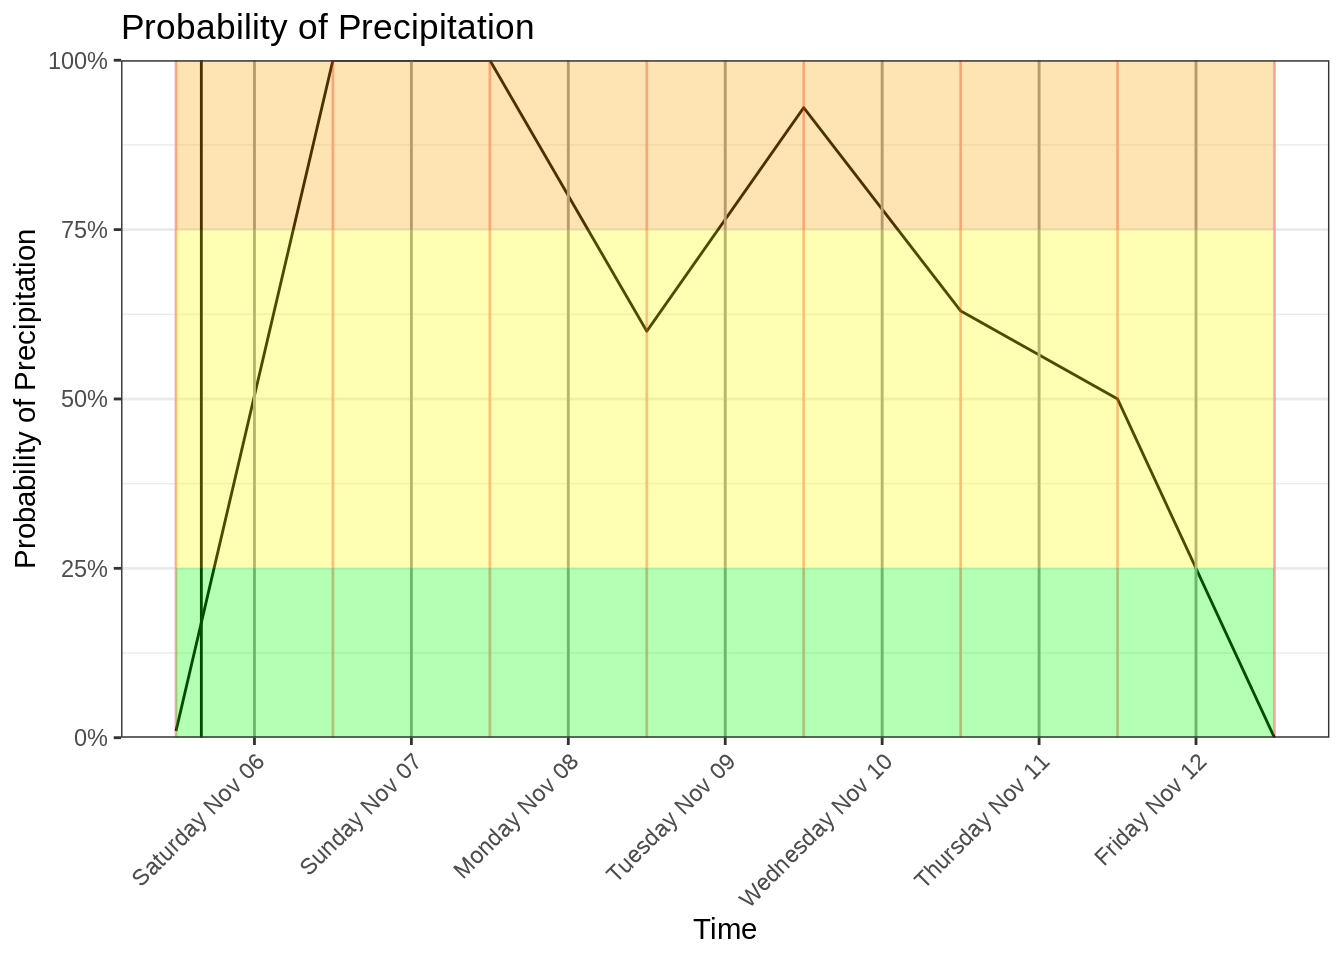 Probability of Precipitation
Probability of Precipitation
100%
75%
50%
25%
0%
Saturday Nov 06
Sunday Nov 07
Monday Nov 08
Tuesday Nov 09
Wednesday Nov 10
Thursday Nov 11
Friday Nov 12
Time